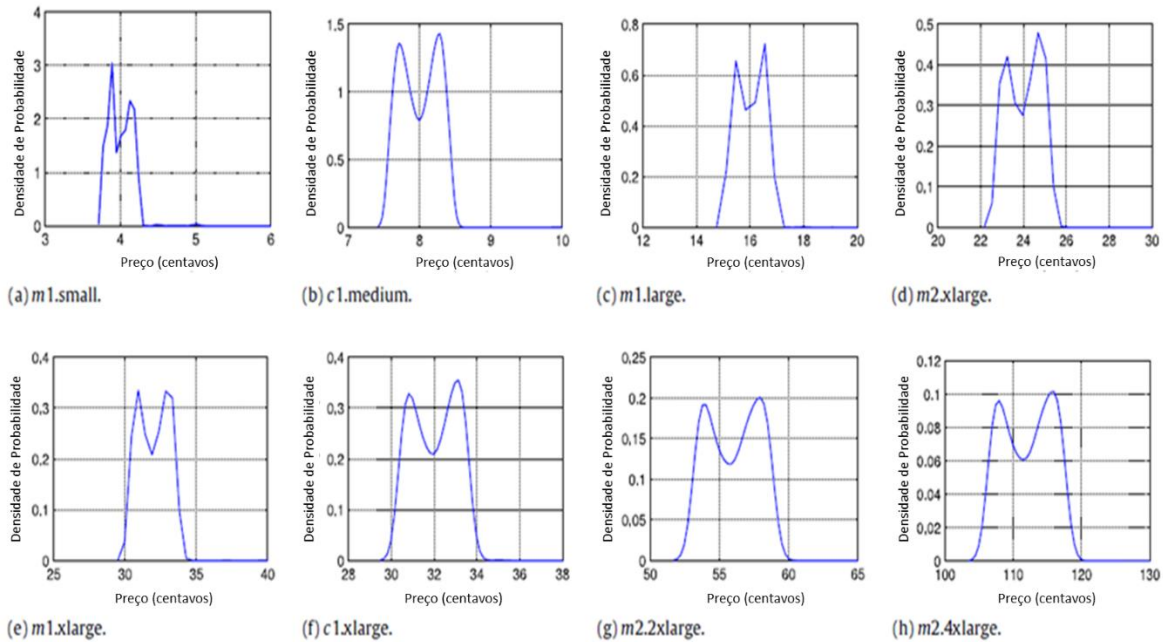 Densidade de Probabilidade
4
3
2
1
0
3 4 5 6
Preço (centavos)
(a) m1.small.
Densidade de Probabilidade
1.5
1
0.5
0
7 8 9 10
Preço (centavos)
(b) c1.medium.
Densidade de Probabilidade
0.8
0.6
0.4
0.2
0
12 14 16 18 20
Preço (centavos)
(c) m1.large.
Densidade de Probabilidade
0.5
0.4
0.3
0.2
0.1
0
20 22 24 26 28 30
Preço (centavos)
(d) m2.xlarge.
Densidade de Probabilidade
0.4
0.3
0.2
0.1
0
25 30 35 40
Preço (centavos)
(e) m1.xlarge.
Densidade de Probabilidade
0.4
0.3
0.2
0.1
0
28 30 33 34 36 38
Preço (centavos)
(f) c1.xlarge.
Densidade de Probabilidade
0.25
0.2
0.15
0.1
0.05
0
50 55 60 65
Preço (centavos)
(g) m2.2xlarge.
Densidade de Probabilidade
0.12
0.1
0.08
0.06
0.04
0.02
0
100 110 120 130
Preço (centavos)
(h) m2.4xlarge.